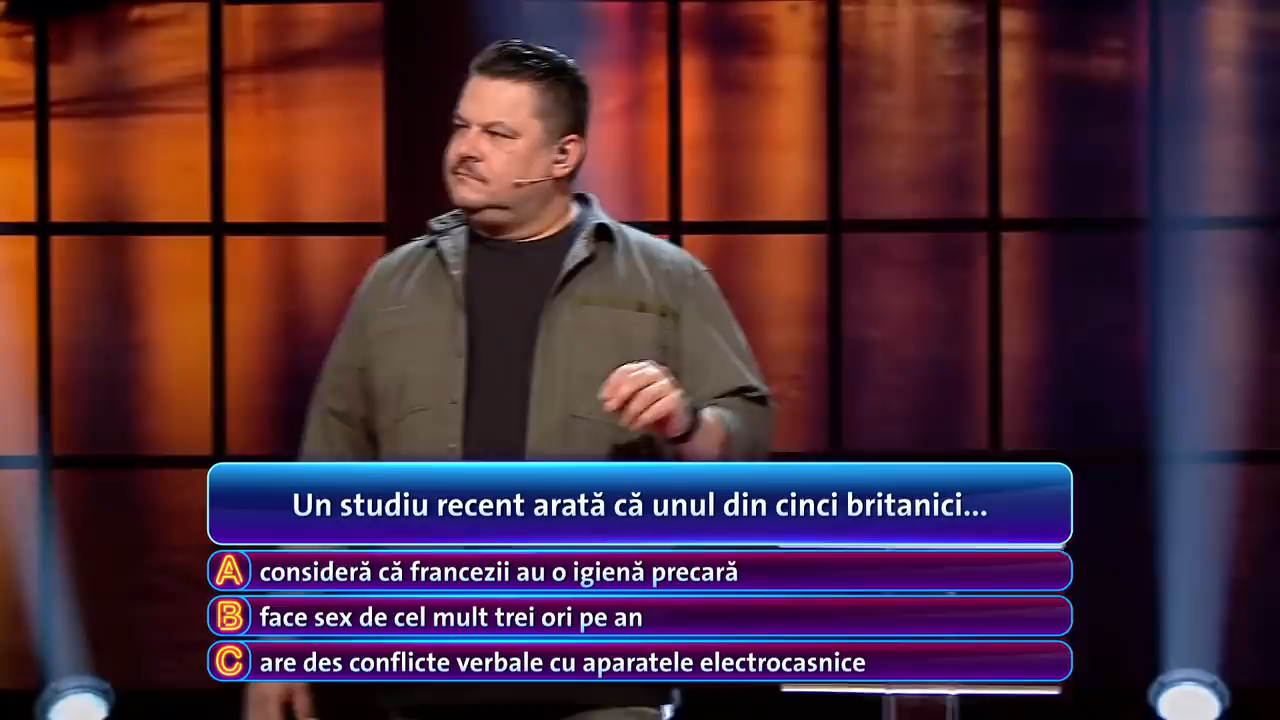 Un studiu recent arată că unul din cinci britanici...
A consideră că francezii au o igienă precară
B face sex de cel mult trei ori pe an
C are des conflicte verbale cu aparatele electrocasnice